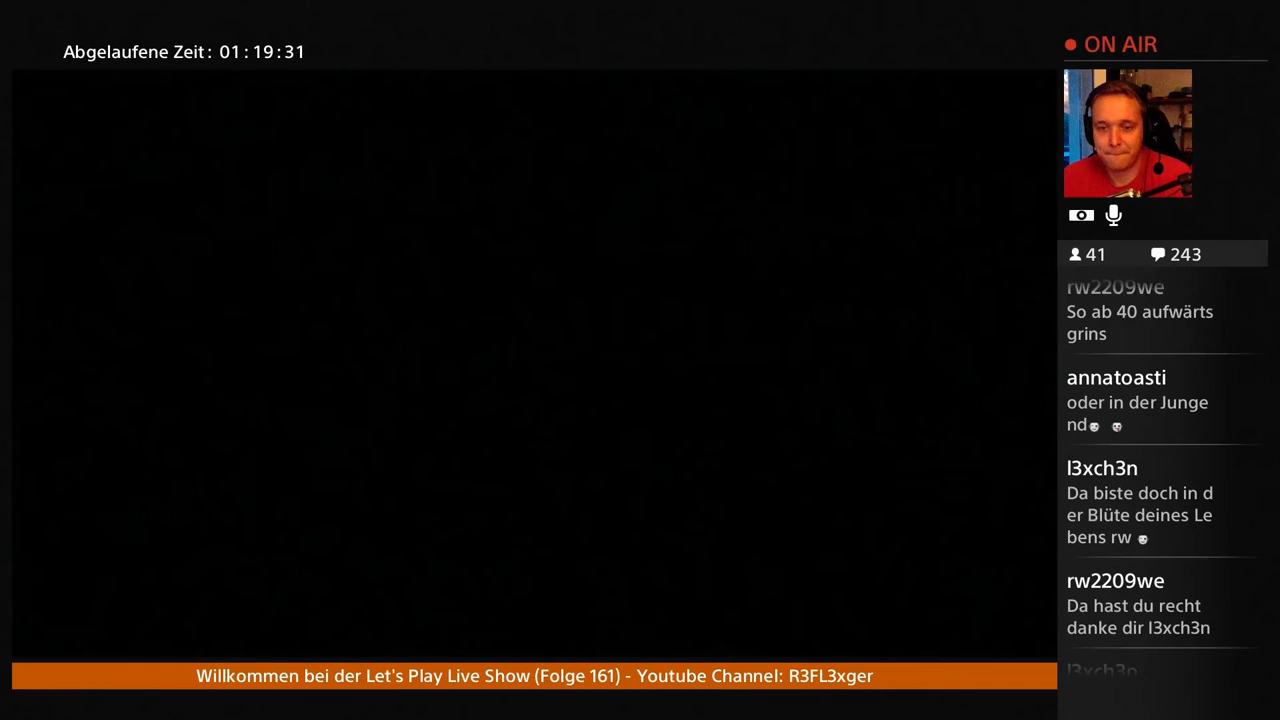 Abgelaufene Zeit: 01:19:31
ON AIR
41
243
rw2209we
So ab 40 aufwärts
grins
annatoasti
oder in der Junge
nd
l3xch3n
Da biste doch in d
er Blüte deines Le
bens rw
rw2209we
Da hast du recht
danke dir l3xch3n
l3xch3n
Willkommen bei der Let's Play Live Show (Folge 161) - Youtube Channel: R3FL3xger